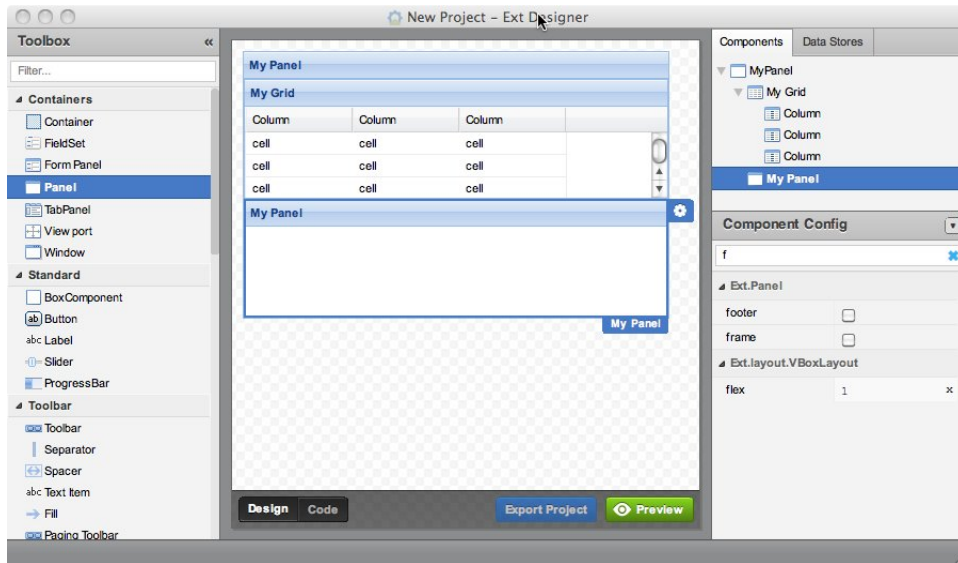 New Project – Ext Designer
Toolbox «
Filter...
Containers
Container
FieldSet
Form Panel
Panel
TabPanel
View port
Window
Standard
BoxComponent
ab Button
abc Label
Slider
ProgressBar
Toolbar
Toolbar
Separator
Spacer
abc Text Item
Fill
Paging Toolbar
My Panel
My Grid
Column Column Column
cell cell cell
cell cell cell
cell cell cell
My Panel
My Panel
Design Code
Export Project
Preview
Components Data Stores
MyPanel
My Grid
Column
Column
Column
My Panel
Component Config
f
Ext.Panel
footer
frame
Ext.layout.VBoxLayout
flex 1 x